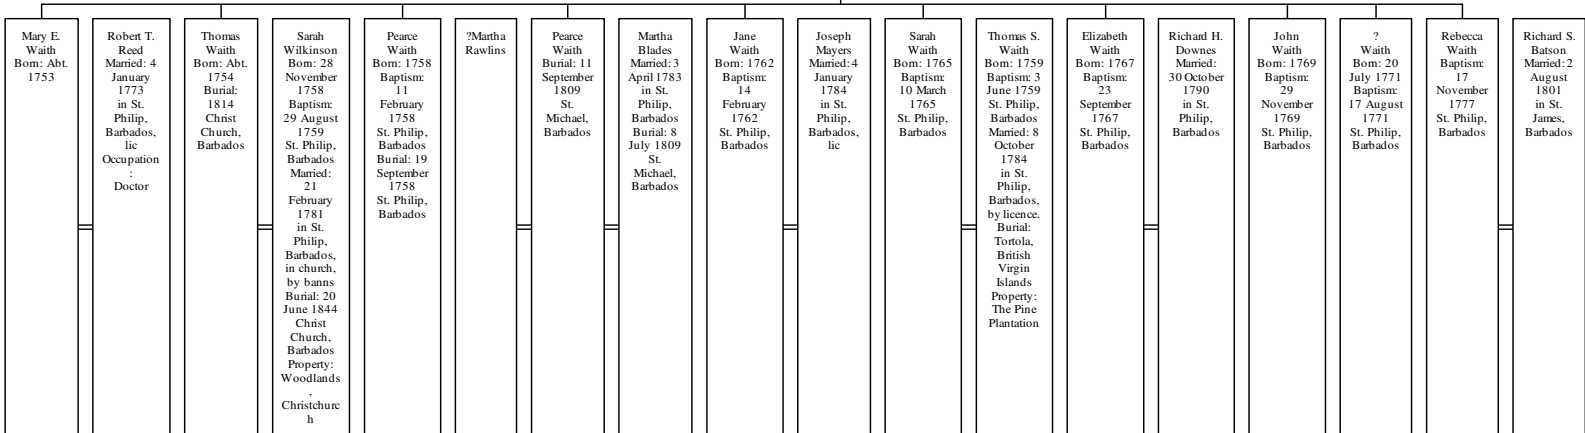 Mary E.
Waith
Born: Abt.
1753
Robert T.
Reed
Married: 4
January
1773
in St.
Philip,
Barbados,
lic
Occupation
:
Doctor
Thomas
Waith
Born: Abt.
1754
Burial:
1814
Christ
Church,
Barbados
Sarah
Wilkinson
Born: 28
November
1758
Baptism:
29 August
1759
St. Philip,
Barbados
Married:
21
February
1781
in St.
Philip,
Barbados,
in church,
by banns
Burial: 20
June 1844
Christ
Church,
Barbados
Property:
Woodlands
,
Christchurc
h
Pearce
Waith
Born: 1758
Baptism:
11
February
1758
St. Philip,
Barbados
Burial: 19
September
1758
St. Philip,
Barbados
?Martha
Rawlins
Pearce
Waith
Burial: 11
September
1809
St.
Michael,
Barbados
Martha
Blades
Married: 3
April 1783
in St.
Philip,
Barbados
Burial: 8
July 1809
St.
Michael,
Barbados
Jane
Waith
Born: 1762
Baptism:
14
February
1762
St. Philip,
Barbados
Joseph
Mayers
Married: 4
January
1784
in St.
Philip,
Barbados,
lic
Sarah
Waith
Born: 1765
Baptism:
10 March
1765
St. Philip,
Barbados
Thomas S.
Waith
Born: 1759
Baptism: 3
June 1759
St. Philip,
Barbados
Married: 8
October
1784
in St.
Philip,
Barbados,
by licence.
Burial:
Tortola,
British
Virgin
Islands
Property:
The Pine
Plantation
Elizabeth
Waith
Born: 1767
Baptism:
23
September
1767
St. Philip,
Barbados
Richard H.
Downes
Married:
30 October
1790
in St.
Philip,
Barbados
John
Waith
Born: 1769
Baptism:
29
November
1769
St. Philip,
Barbados
?
Waith
Born: 20
July 1771
Baptism:
17 August
1771
St. Philip,
Barbados
Rebecca
Waith
Baptism:
17
November
1777
St. Philip,
Barbados
Richard S.
Batson
Married: 2
August
1801
in St.
James,
Barbados